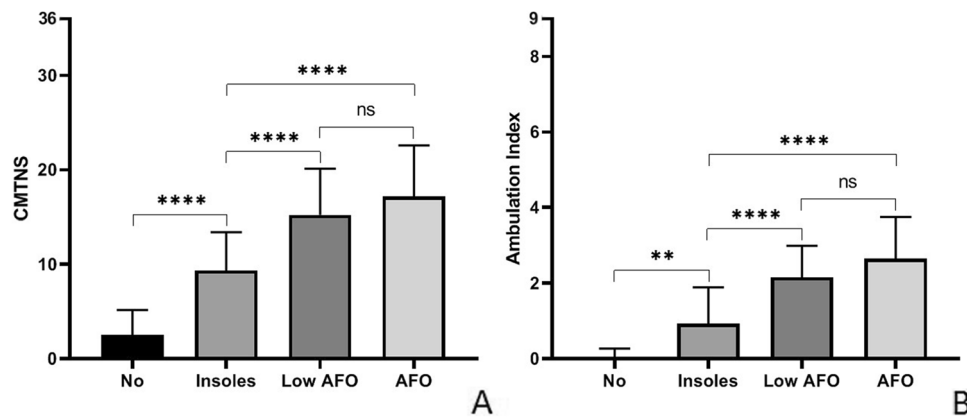 36
30
20
10
0
CMTNS
****
****
****
ns
No Insoles Low AFO AFO
A
9
8
6
4
2
0
Ambulation Index
**
****
****
ns
No Insoles Low AFO AFO
B